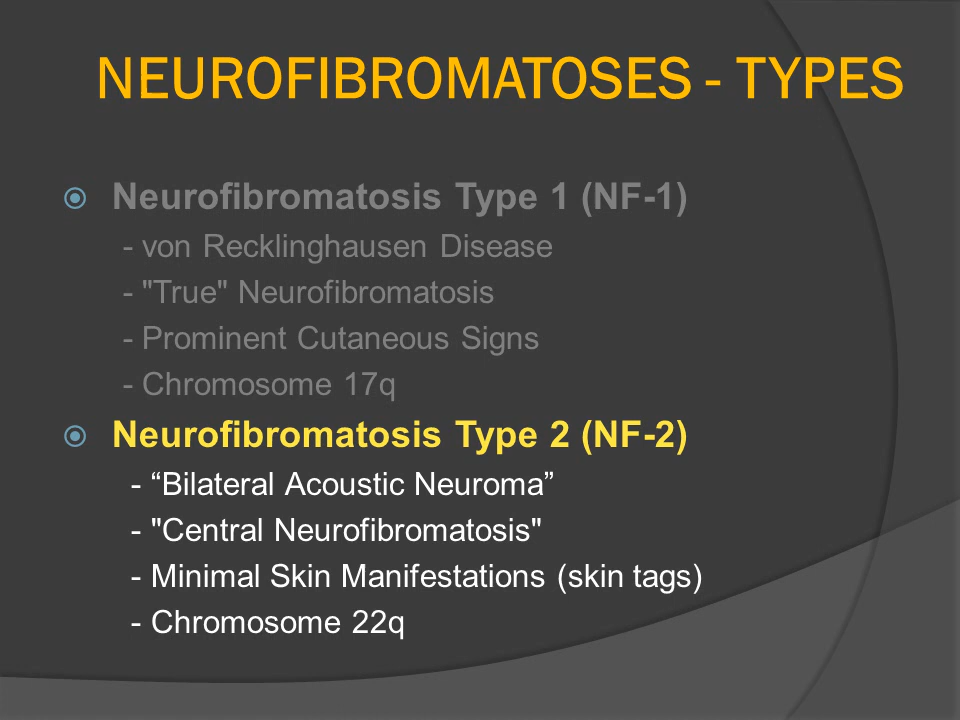 NEUROFIBROMATOSES - TYPES
Neurofibromatosis Type 1 (NF-1)
- von Recklinghausen Disease
- "True" Neurofibromatosis
- Prominent Cutaneous Signs
- Chromosome 17q
Neurofibromatosis Type 2 (NF-2)
- “Bilateral Acoustic Neuroma”
- "Central Neurofibromatosis"
- Minimal Skin Manifestations (skin tags)
- Chromosome 22q